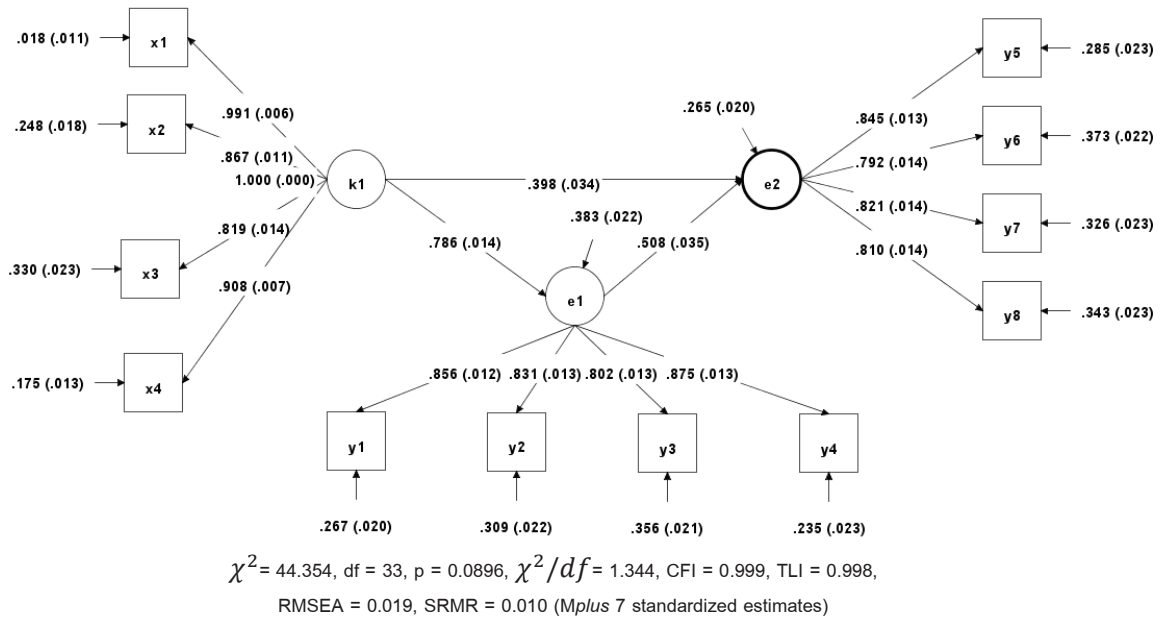 .018 (.011)
x1
.991 (.006)
.248 (.018)
x2
.867 (.011)
1.000 (.000)
k1
.819 (.014)
.330 (.023)
x3
.908 (.007)
.175 (.013)
x4
.398 (.034)
.786 (.014)
.383 (.022)
.508 (.035)
e1
.265 (.020)
e2
.845 (.013)
y5
.285 (.023)
.792 (.014)
y6
.373 (.022)
.821 (.014)
y7
.326 (.023)
.810 (.014)
y8
.343 (.023)
.856 (.012) .831 (.013) .802 (.013) .875 (.013)
y1 y2 y3 y4
.267 (.020) .309 (.022) .356 (.021) .235 (.023)
χ²= 44.354, df = 33, p = 0.0896, χ²/df = 1.344, CFI = 0.999, TLI = 0.998,
RMSEA = 0.019, SRMR = 0.010 (Mplus 7 standardized estimates)